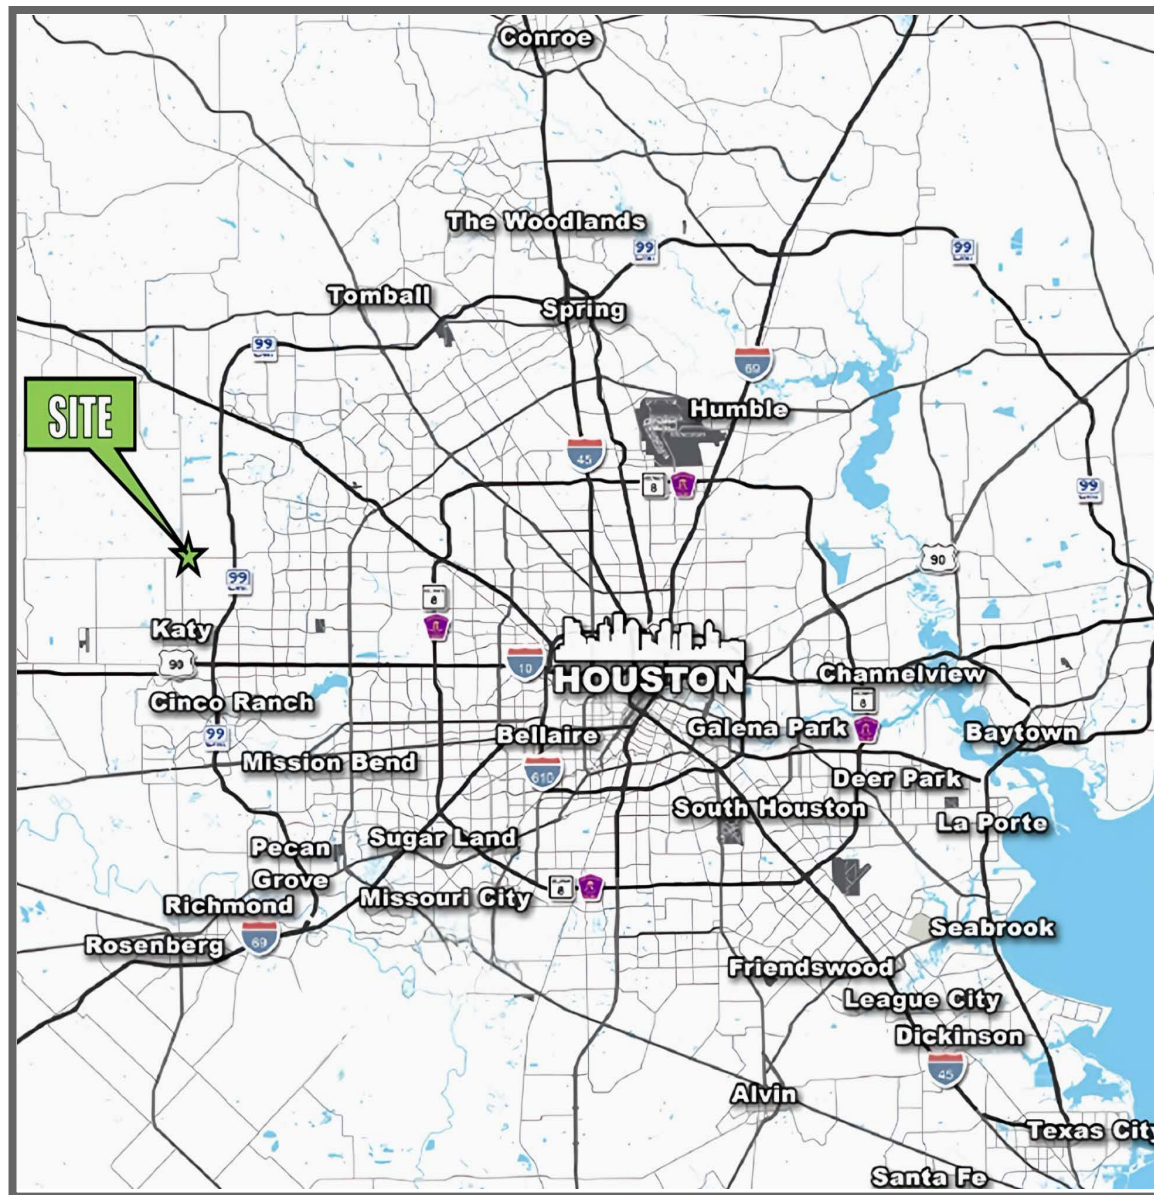 Conroe
The Woodlands
99
99
Tomball
Spring
99
69
SITE
Humble
45
8
99
90
99
8
Katy
90
10
HOUSTON
Channelview
8
Cinco Ranch
99
Bellaire
Galena Park
Baytown
Mission Bend
610
Deer Park
South Houston
La Porte
Sugar Land
Pecan
Grove
8
Missouri City
Richmond
Rosenberg
69
Seabrook
Friendswood
League City
Dickinson
45
Alvin
Texas City
Santa Fe